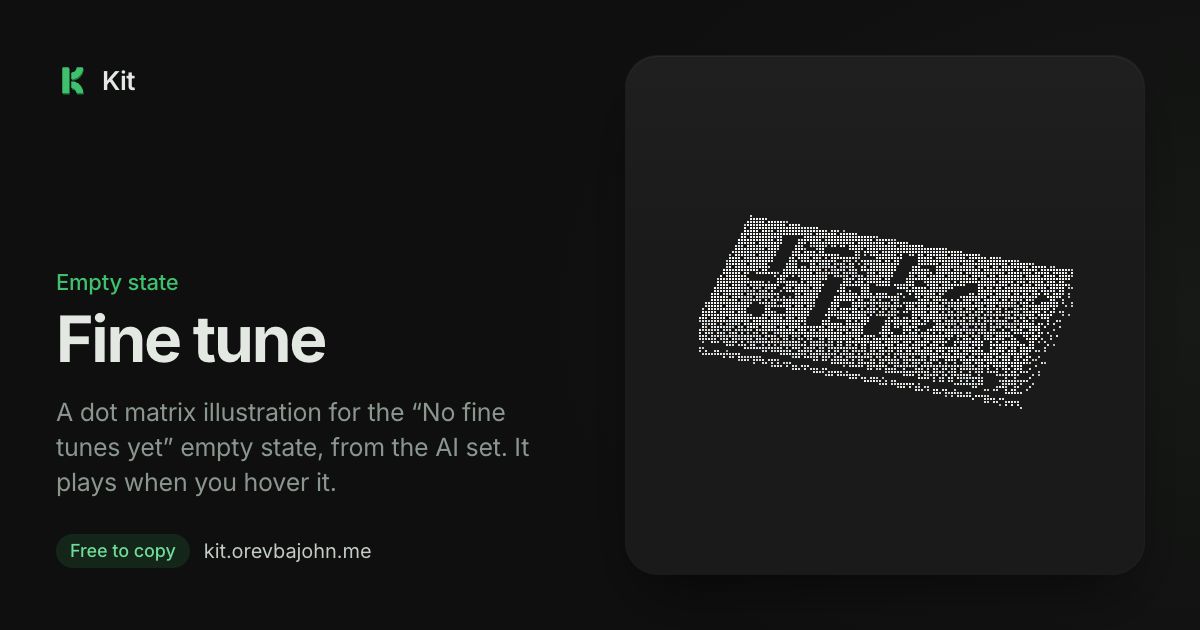 Kit
Empty state
Fine tune
A dot matrix illustration for the “No fine
tunes yet” empty state, from the AI set. It
plays when you hover it.
Free to copy
kit.orevbajohn.me